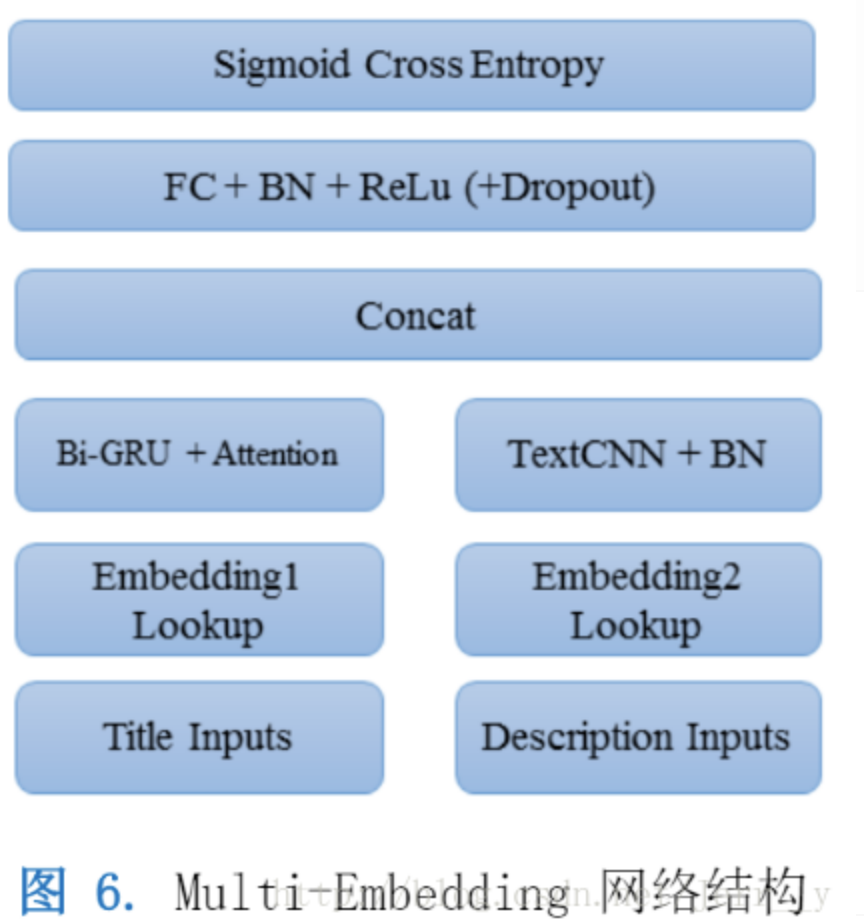 Sigmoid Cross Entropy
FC + BN + ReLu (+Dropout)
Concat
Bi-GRU + Attention
TextCNN + BN
Embedding1
Lookup
Embedding2
Lookup
Title Inputs
Description Inputs
图 6. Multi-Embedding 网络结构